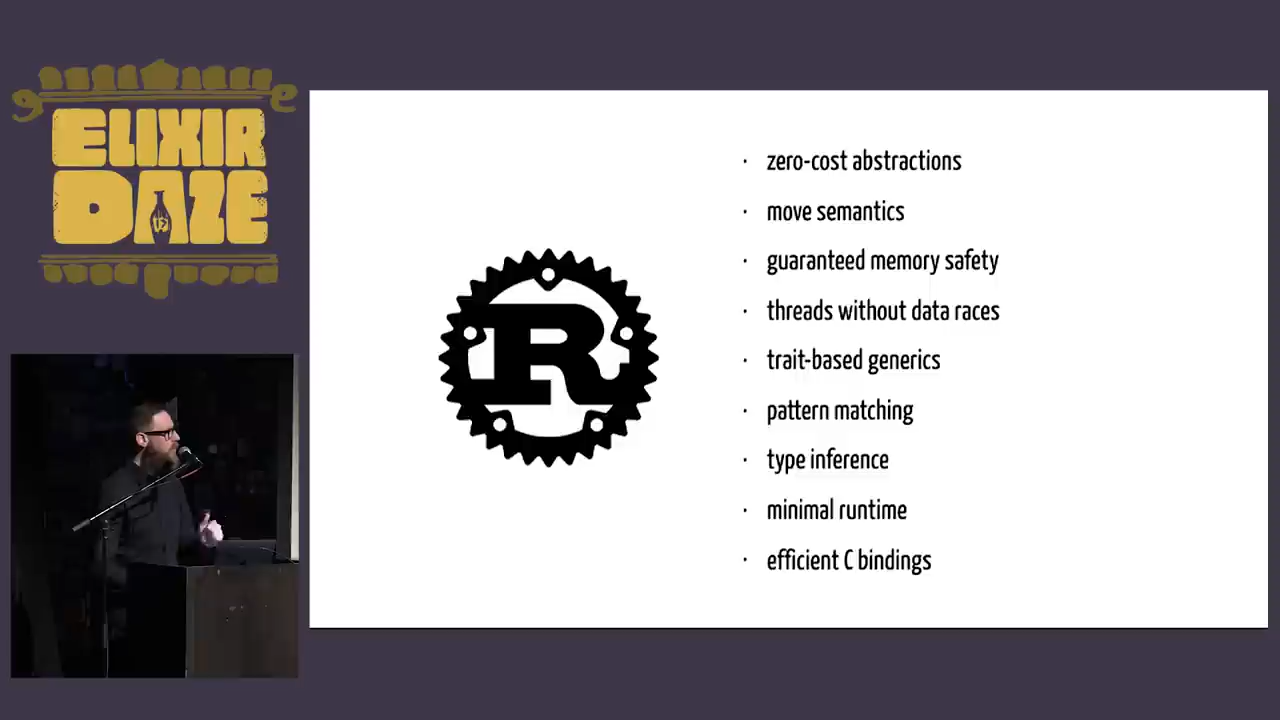 ELIXIR
DAZE
R
· zero-cost abstractions
· move semantics
· guaranteed memory safety
· threads without data races
· trait-based generics
· pattern matching
· type inference
· minimal runtime
· efficient C bindings